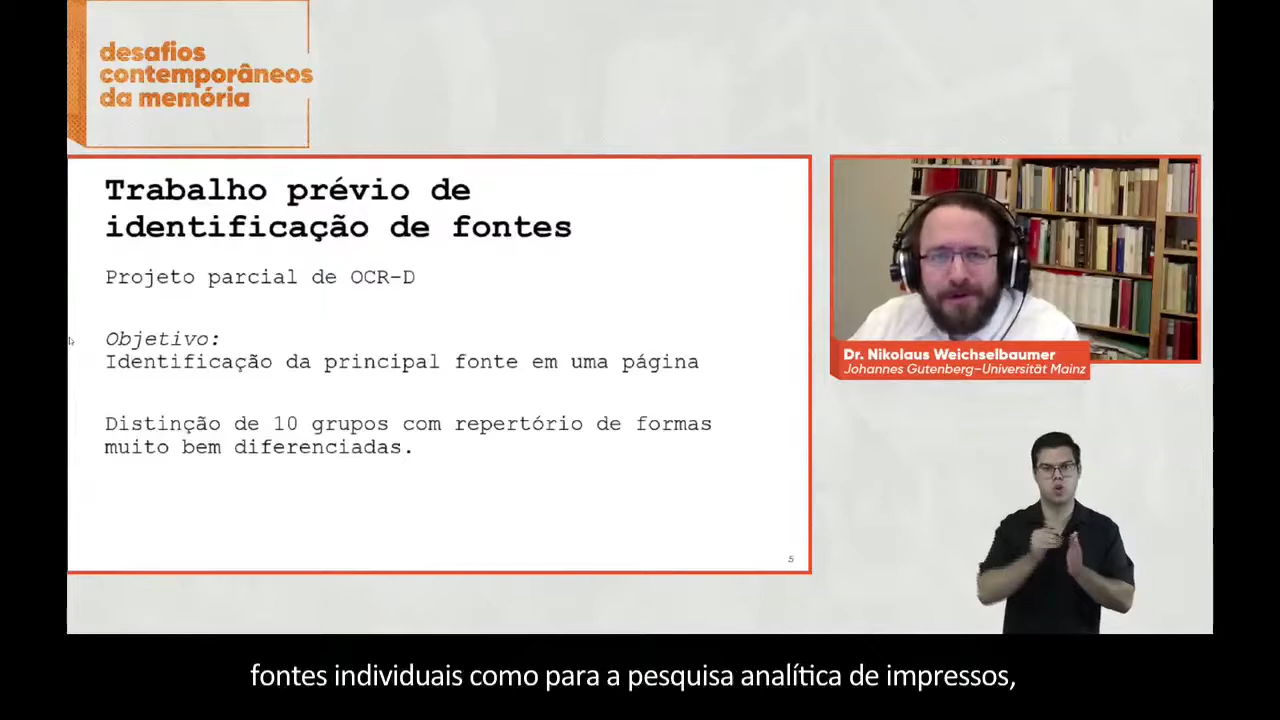 desafios
contemporâneos
da memória
Trabalho prévio de
identificação de fontes
Projeto parcial de OCR-D
Objetivo:
Identificação da principal fonte em uma página
Distinção de 10 grupos com repertório de formas
muito bem diferenciadas.
5
Dr. Nikolaus Weichselbaumer
Johannes Gutenberg–Universität Mainz
fontes individuais como para a pesquisa analítica de impressos,